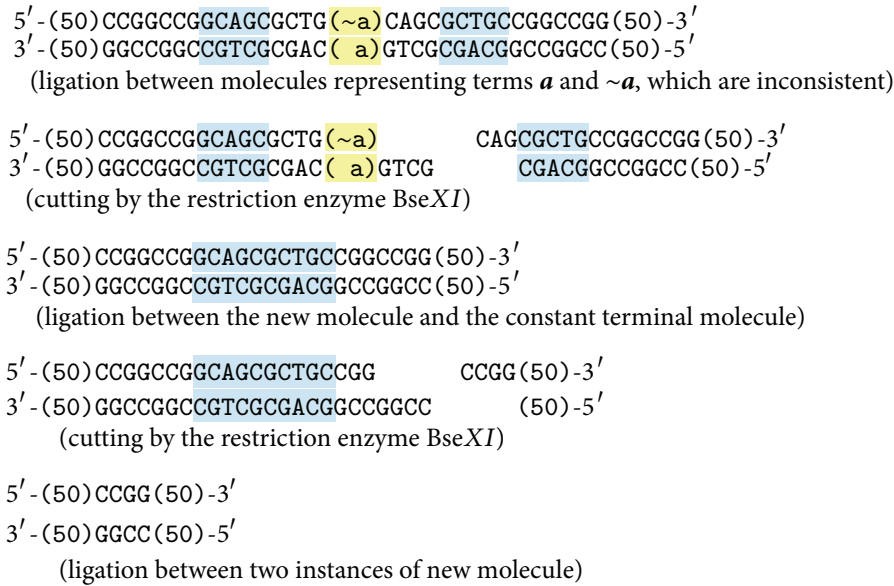 5′-(50)CCGGCCGGCAGCGCTG(~a)CAGCGCTGCCGGCCGG(50)-3′
3′-(50)GGCCGGCCGTCGCGAC( a)GTCGCGACGGCCGGCC(50)-5′
(ligation between molecules representing terms a and ~a, which are inconsistent)
5′-(50)CCGGCCGGCAGCGCTG(~a) CAGCGCTGCCGGCCGG(50)-3′
3′-(50)GGCCGGCCGTCGCGAC( a)GTCG CGACGGCCGGCC(50)-5′
(cutting by the restriction enzyme BseXI)
5′-(50)CCGGCCGGCAGCGCTGCCGGCCGG(50)-3′
3′-(50)GGCCGGCCGTCGCGACGGCCGGCC(50)-5′
(ligation between the new molecule and the constant terminal molecule)
5′-(50)CCGGCCGGCAGCGCTGCCGG CCGG(50)-3′
3′-(50)GGCCGGCCGTCGCGACGGCCGGCC (50)-5′
(cutting by the restriction enzyme BseXI)
5′-(50)CCGG(50)-3′
3′-(50)GGCC(50)-5′
(ligation between two instances of new molecule)